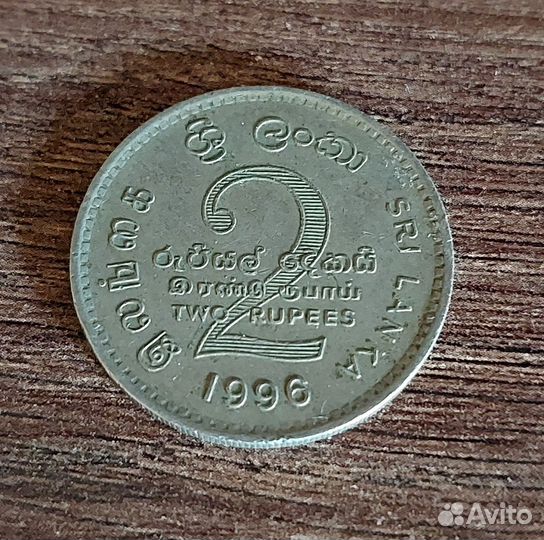 ශ්‍රී ලංකා
இலங்கை
SRI LANKA
2
රුපියල් දෙකයි
இரண்டு ரூபாய்
TWO RUPEES
1996
Avito